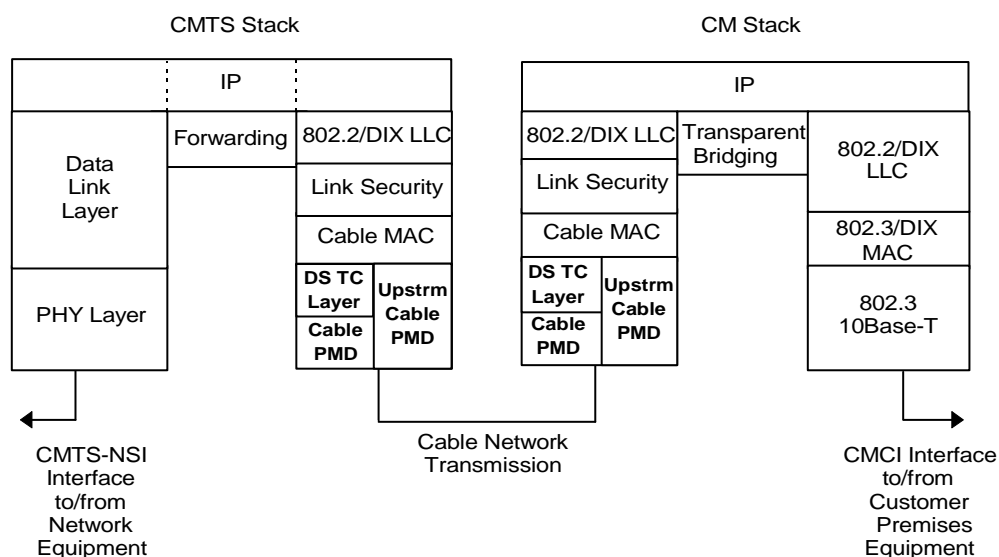 CMTS Stack
CM Stack
IP
IP
Data
Link
Layer
Forwarding
802.2/DIX LLC
Link Security
Cable MAC
DS TC
Layer
Cable
PMD
Upstrm
Cable
PMD
PHY Layer
802.2/DIX LLC
Transparent
Bridging
802.2/DIX
LLC
Link Security
Cable MAC
802.3/DIX
MAC
DS TC
Layer
Cable
PMD
Upstrm
Cable
PMD
802.3
10Base-T
CMTS-NSI
Interface
to/from
Network
Equipment
Cable Network
Transmission
CMCI Interface
to/from
Customer
Premises
Equipment